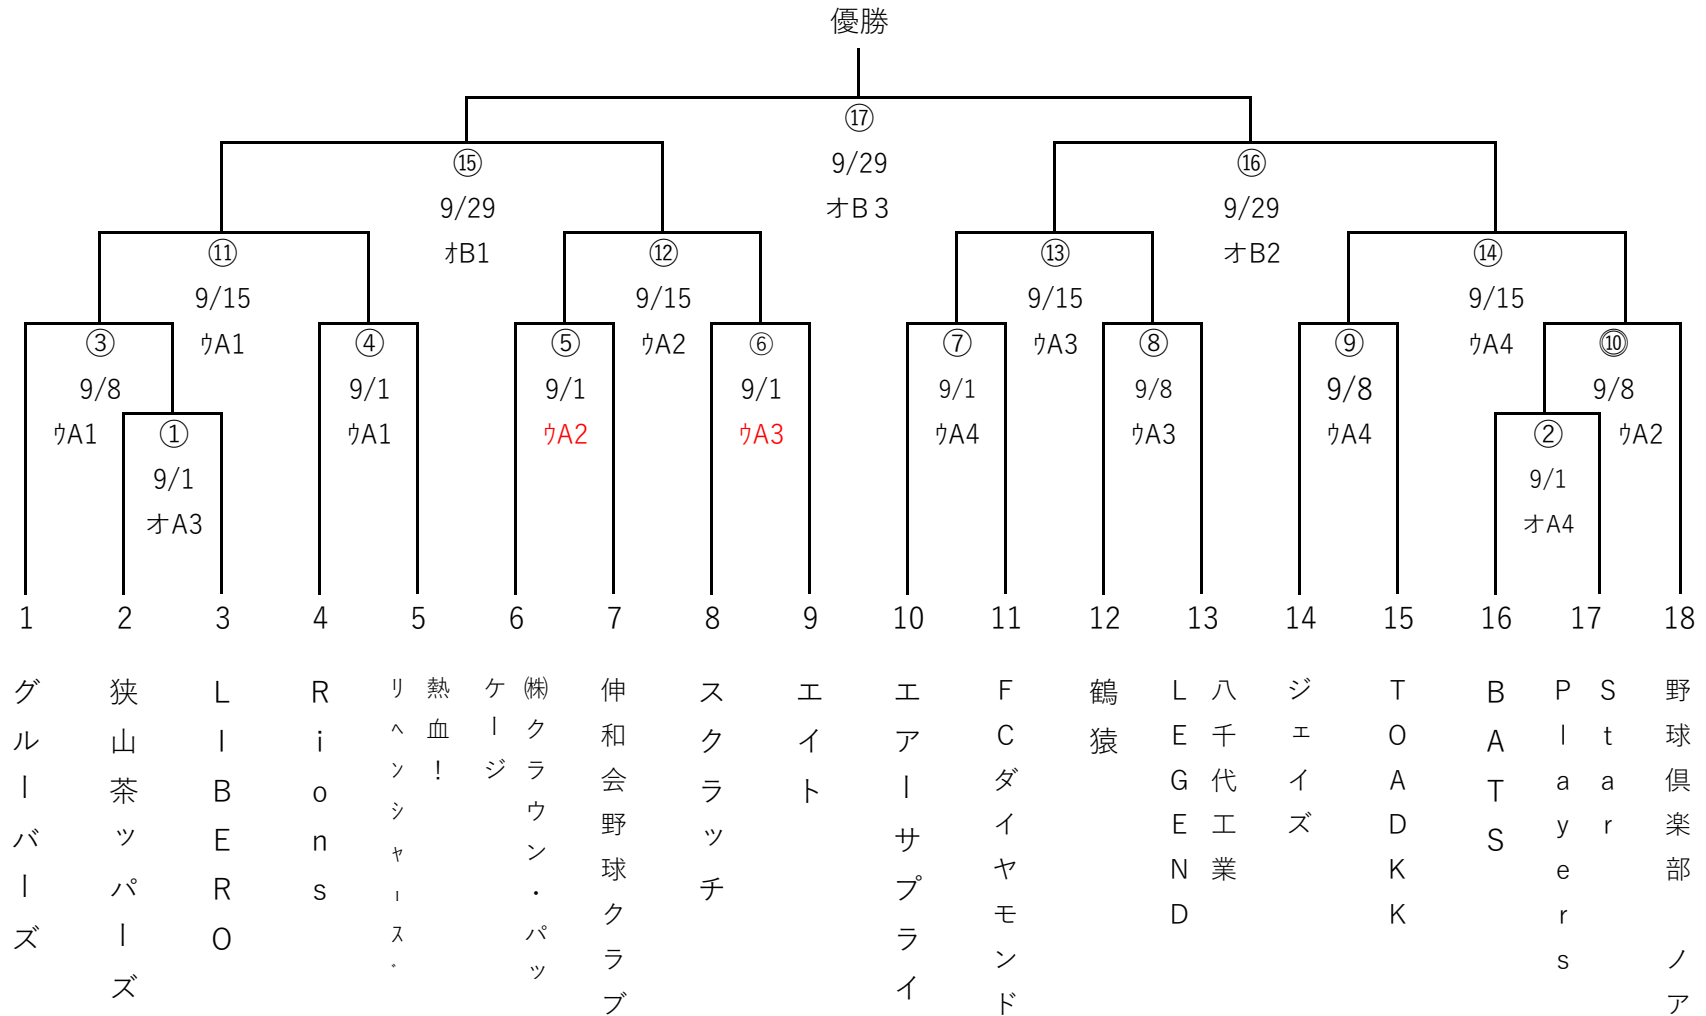 優勝
⑰
9/29
オB３
⑮
9/29
ｵB1
⑯
9/29
オB2
⑪
9/15
ｳA1
⑫
9/15
ｳA2
⑬
9/15
ｳA3
⑭
9/15
ｳA4
③
9/8
ｳA1
④
9/1
ｳA1
⑤
9/1
ｳA2
⑥
9/1
ｳA3
⑦
9/1
ｳA4
⑧
9/8
ｳA3
⑨
9/8
ｳA4
⑩
9/8
ｳA2
①
9/1
オA3
②
9/1
オA4
1 2 3 4 5 6 7 8 9 10 11 12 13 14 15 16 17 18
グルーバーズ
狭山茶ッパーズ
LIBERO
Rions
熱血！
ﾘﾍﾝｼｬｰｽﾞ
㈱クラウン・パッ
ケージ
伸和会野球クラブ
スクラッチ
エイト
エアーサプライ
FCダイヤモンド
鶴猿
八千代工業
LEGEND
ジェイズ
TOADKK
BATS
Star
Players
野球倶楽部　ノア